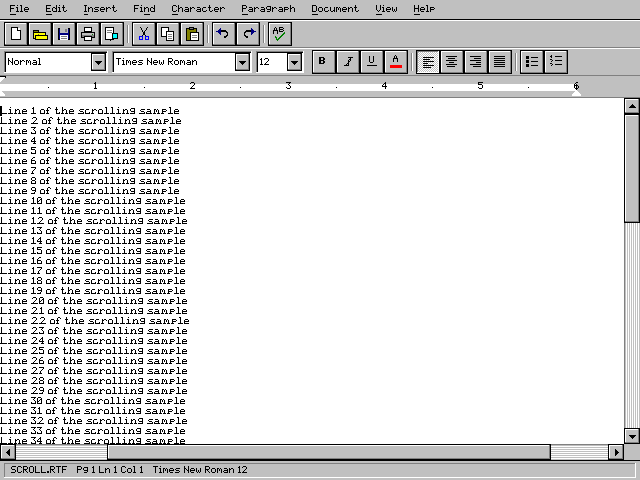 File Edit Insert Find Character Paragraph Document View Help
ABC
Normal Times New Roman 12 B I U A
1 2 3 4 5 6
Line 1 of the scrolling sample
Line 2 of the scrolling sample
Line 3 of the scrolling sample
Line 4 of the scrolling sample
Line 5 of the scrolling sample
Line 6 of the scrolling sample
Line 7 of the scrolling sample
Line 8 of the scrolling sample
Line 9 of the scrolling sample
Line 10 of the scrolling sample
Line 11 of the scrolling sample
Line 12 of the scrolling sample
Line 13 of the scrolling sample
Line 14 of the scrolling sample
Line 15 of the scrolling sample
Line 16 of the scrolling sample
Line 17 of the scrolling sample
Line 18 of the scrolling sample
Line 19 of the scrolling sample
Line 20 of the scrolling sample
Line 21 of the scrolling sample
Line 22 of the scrolling sample
Line 23 of the scrolling sample
Line 24 of the scrolling sample
Line 25 of the scrolling sample
Line 26 of the scrolling sample
Line 27 of the scrolling sample
Line 28 of the scrolling sample
Line 29 of the scrolling sample
Line 30 of the scrolling sample
Line 31 of the scrolling sample
Line 32 of the scrolling sample
Line 33 of the scrolling sample
Line 34 of the scrolling sample
SCROLL.RTF Pg 1 Ln 1 Col 1 Times New Roman 12